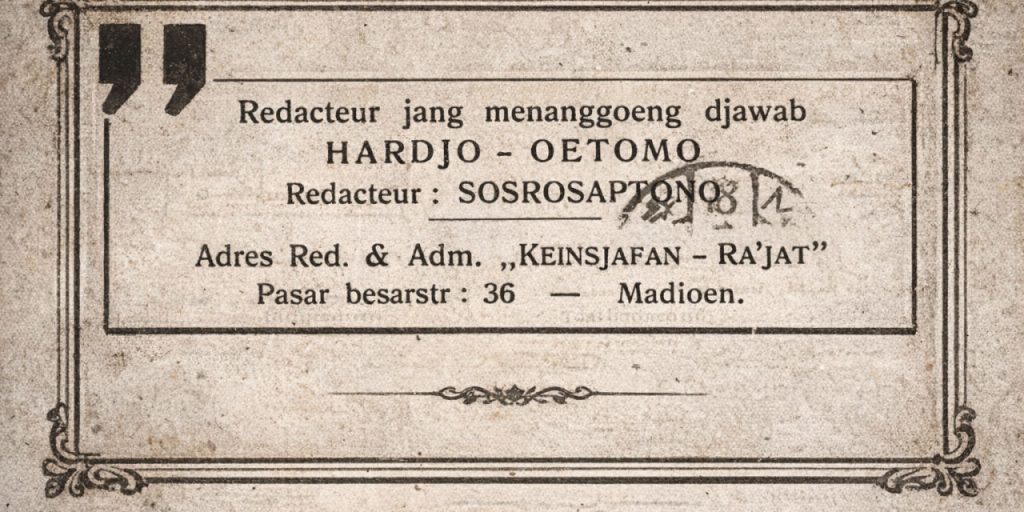 Redacteur jang menanggoeng djawab
HARDJO – OETOMO
Redacteur : SOSROSAPTONO
Adres Red. & Adm. ,,KEINSJAFAN – RA'JAT”
Pasar besarstr : 36 — Madioen.